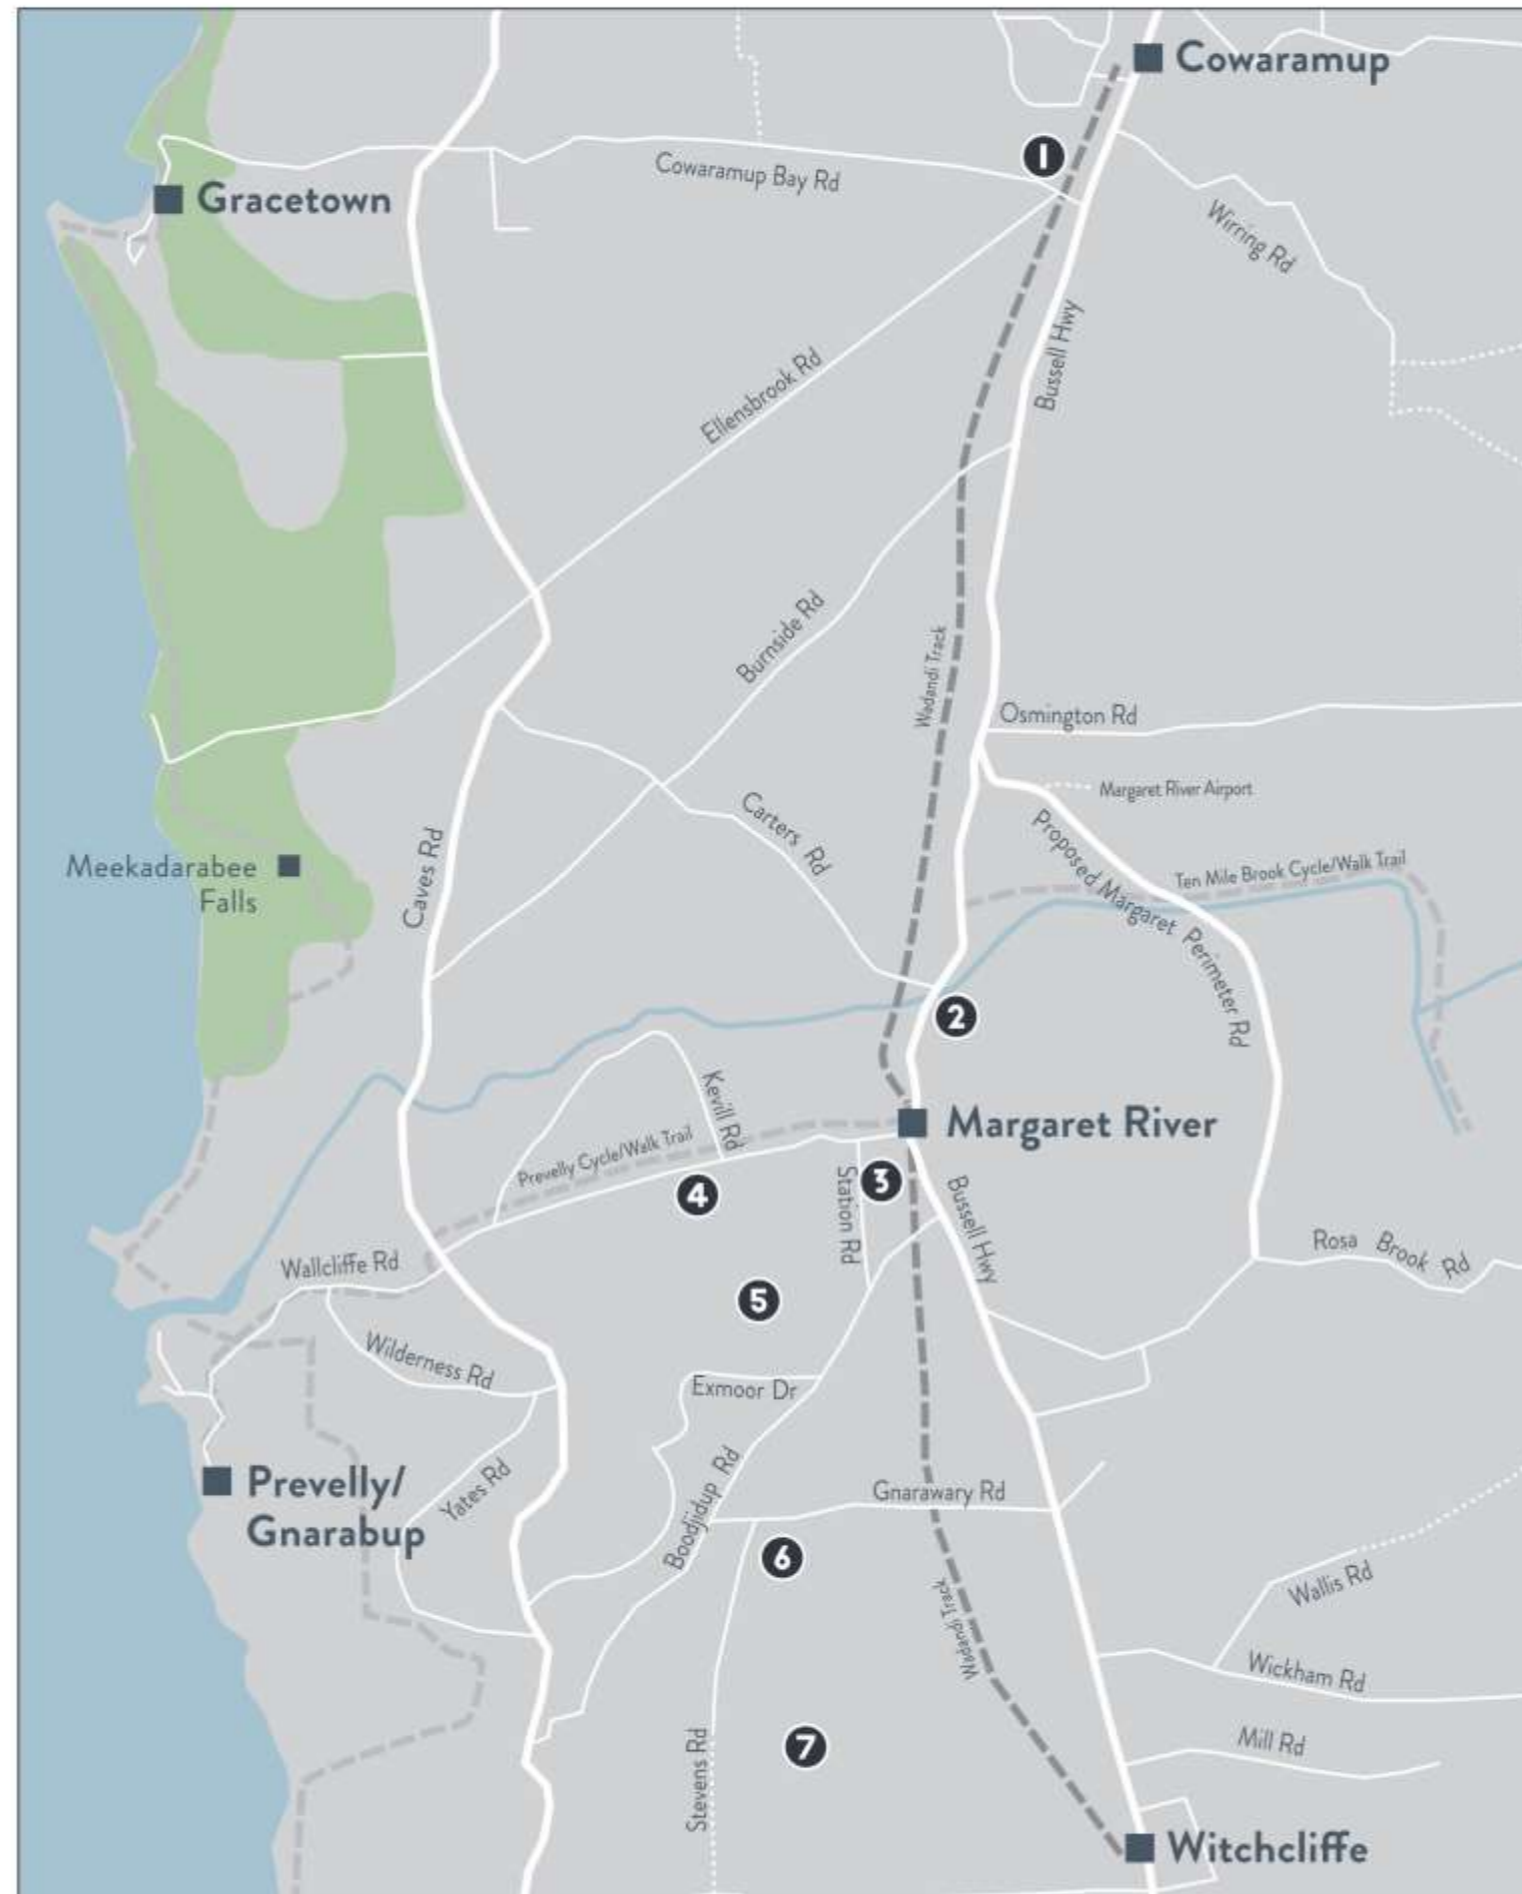 Cowaramup
1
Cowaramup Bay Rd
Gracetown
Wirring Rd
Bussell Hwy
Ellensbrook Rd
Burnside Rd
Wadandi Track
Osmington Rd
Margaret River Airport
Carters Rd
Proposed Margaret Perimeter Rd
Ten Mile Brook Cycle/Walk Trail
Meekadarabee
Falls
Caves Rd
2
Kevill Rd
Margaret River
Prevelly Cycle/Walk Trail
3
4
Station Rd
Bussell Hwy
Rosa Brook Rd
Wallcliffe Rd
5
Wilderness Rd
Exmoor Dr
Prevelly/
Gnarabup
Yates Rd
Boodjidup Rd
Gnarawary Rd
6
Wadandi Track
Wallis Rd
Wickham Rd
Mill Rd
7
Stevens Rd
Witchcliffe